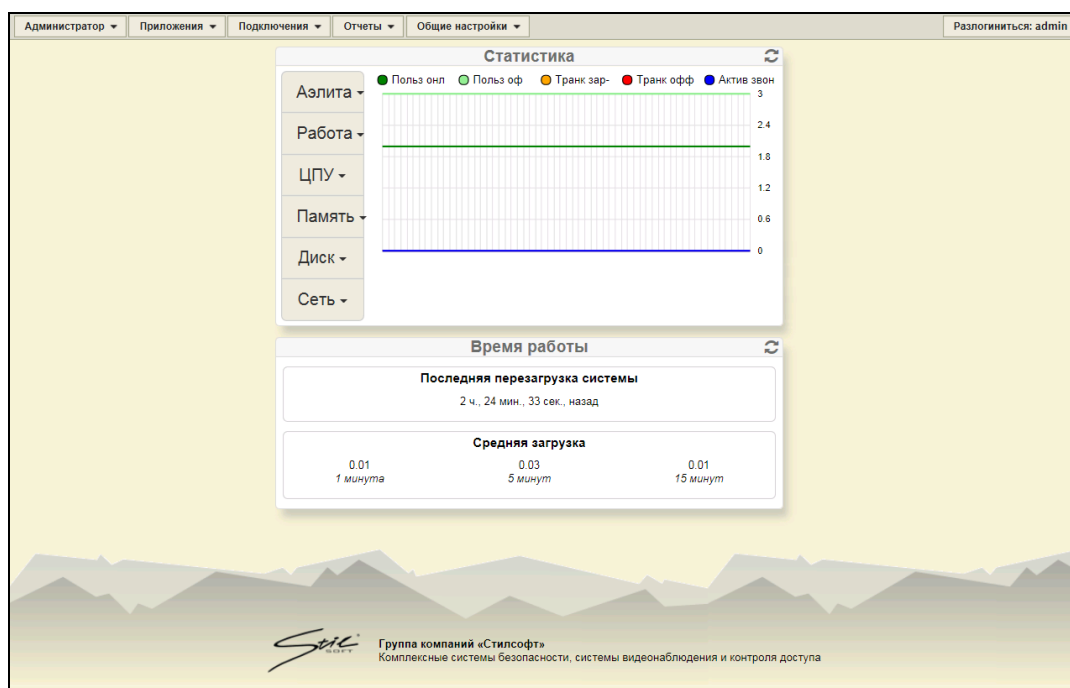 Администратор Приложения Подключения Отчеты Общие настройки Разлогиниться: admin
Статистика
Польз онл Польз оф Транк зар- Транк офф Актив звон
Аэлита
Работа
ЦПУ
Память
Диск
Сеть
3
2.4
1.8
1.2
0.6
0
Время работы
Последняя перезагрузка системы
2 ч., 24 мин., 33 сек., назад
Средняя загрузка
0.01 0.03 0.01
1 минута 5 минут 15 минут
Stil
SOFT
Группа компаний «Стилсофт»
Комплексные системы безопасности, системы видеонаблюдения и контроля доступа